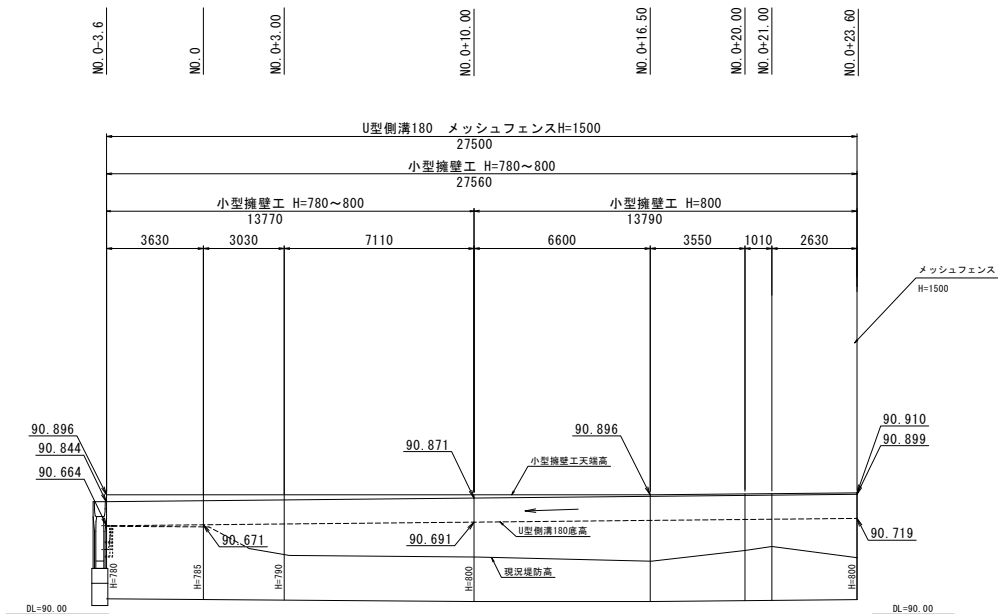 NO.0-3.6
NO.0
NO.0+3.00
NO.0+10.00
NO.0+16.50
NO.0+20.00
NO.0+21.00
NO.0+23.60
U型側溝180 メッシュフェンスH=1500
27500
小型擁壁工 H=780～800
27560
小型擁壁工 H=780～800
13770
小型擁壁工 H=800
13790
3630
3030
7110
6600
3550
1010
2630
メッシュフェンス
H=1500
90.896
90.844
90.664
90.871
90.896
90.910
90.899
小型擁壁工天端高
U型側溝180底高
90.671
90.691
90.719
現況堤防高
H=780
H=785
H=790
H=800
H=800
DL=90.00
DL=90.00